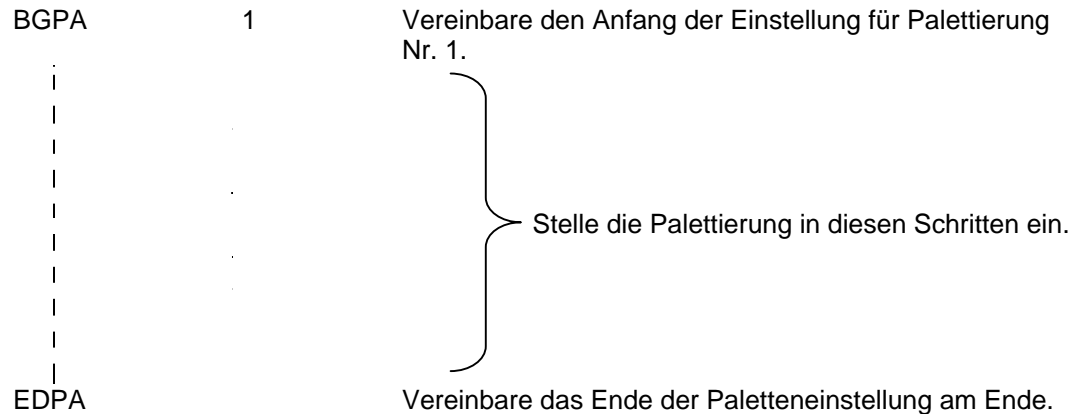 BGPA 1 Vereinbare den Anfang der Einstellung für Palettierung
Nr. 1.
Stelle die Palettierung in diesen Schritten ein.
EDPA Vereinbare das Ende der Paletteneinstellung am Ende.